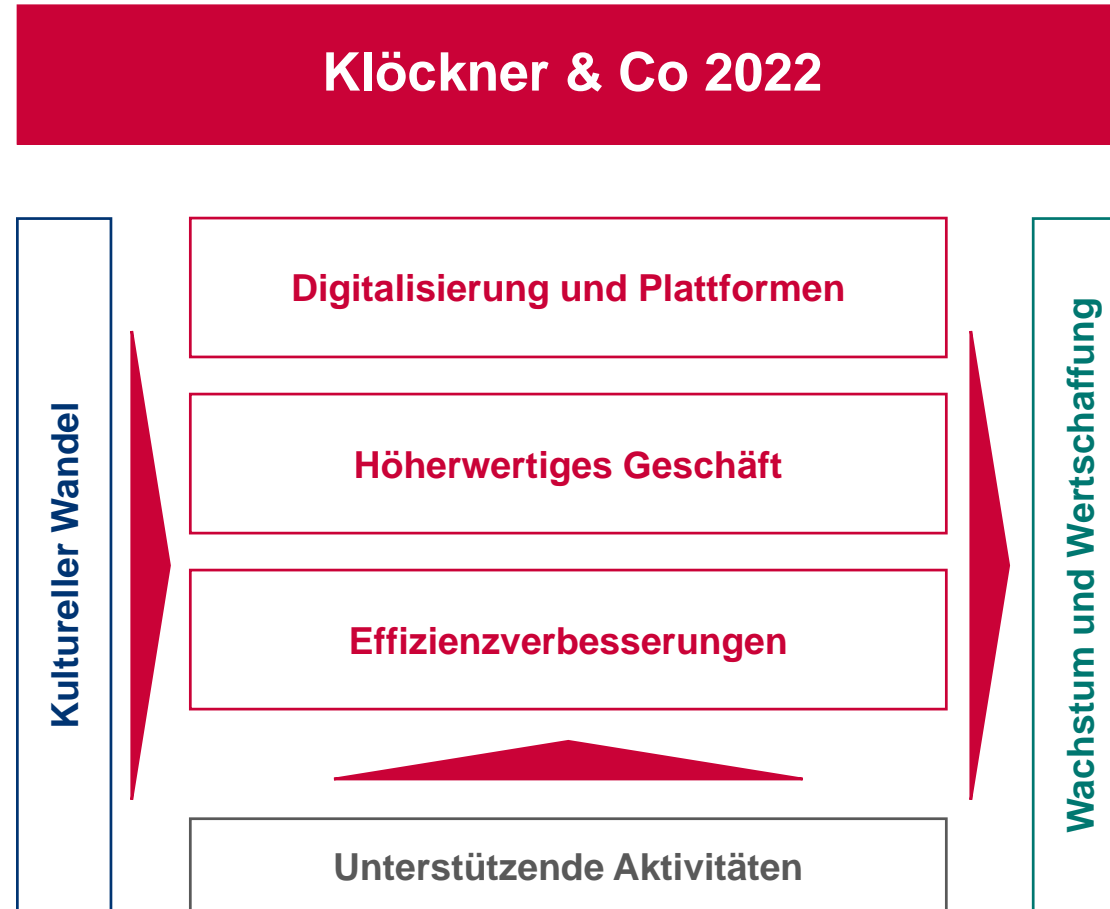 Klöckner & Co 2022
Kultureller Wandel
Digitalisierung und Plattformen
Höherwertiges Geschäft
Effizienzverbesserungen
Unterstützende Aktivitäten
Wachstum und Wertschaffung